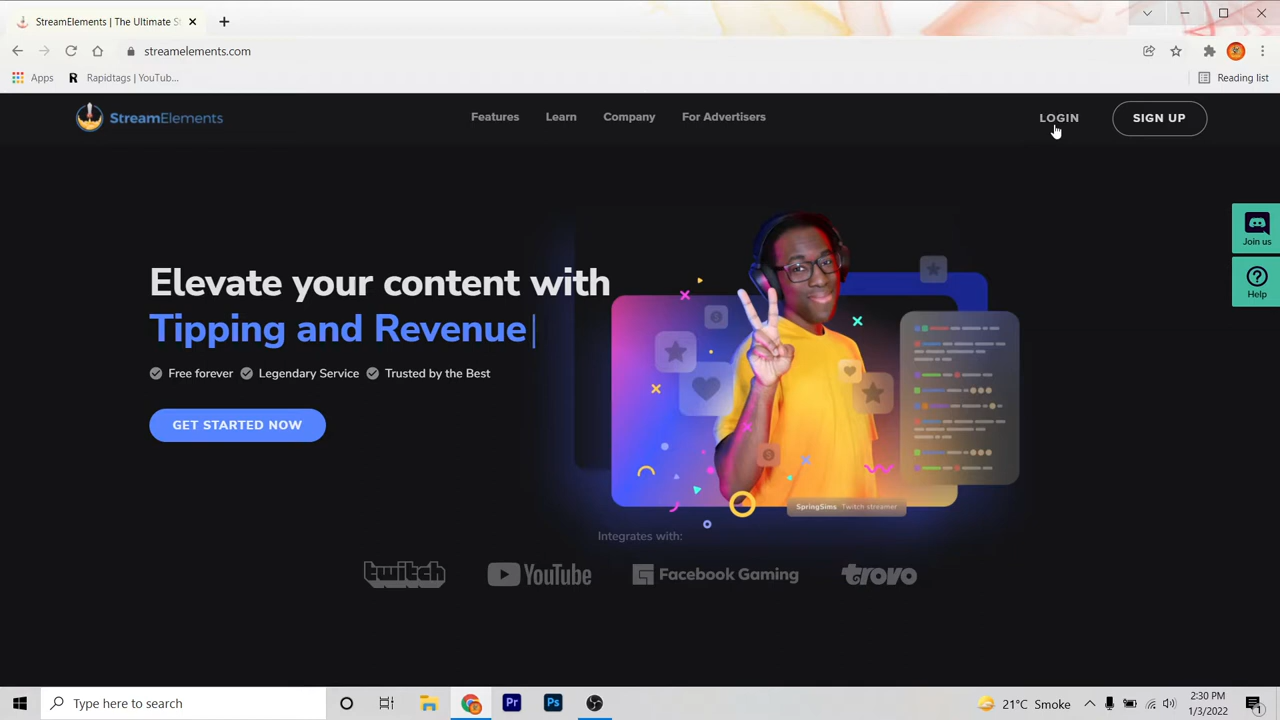 StreamElements | The Ultimate S
streamelements.com
Apps
R Rapidtags | YouTub...
Reading list
StreamElements
Features
Learn
Company
For Advertisers
LOGIN
SIGN UP
Join us
Help
Elevate your content with
Tipping and Revenue
Free forever
Legendary Service
Trusted by the Best
GET STARTED NOW
SpringSims Twitch streamer
Integrates with:
twitch
YouTube
Facebook Gaming
trovo
Type here to search
Pr
Ps
21°C Smoke
2:30 PM
1/3/2022
1